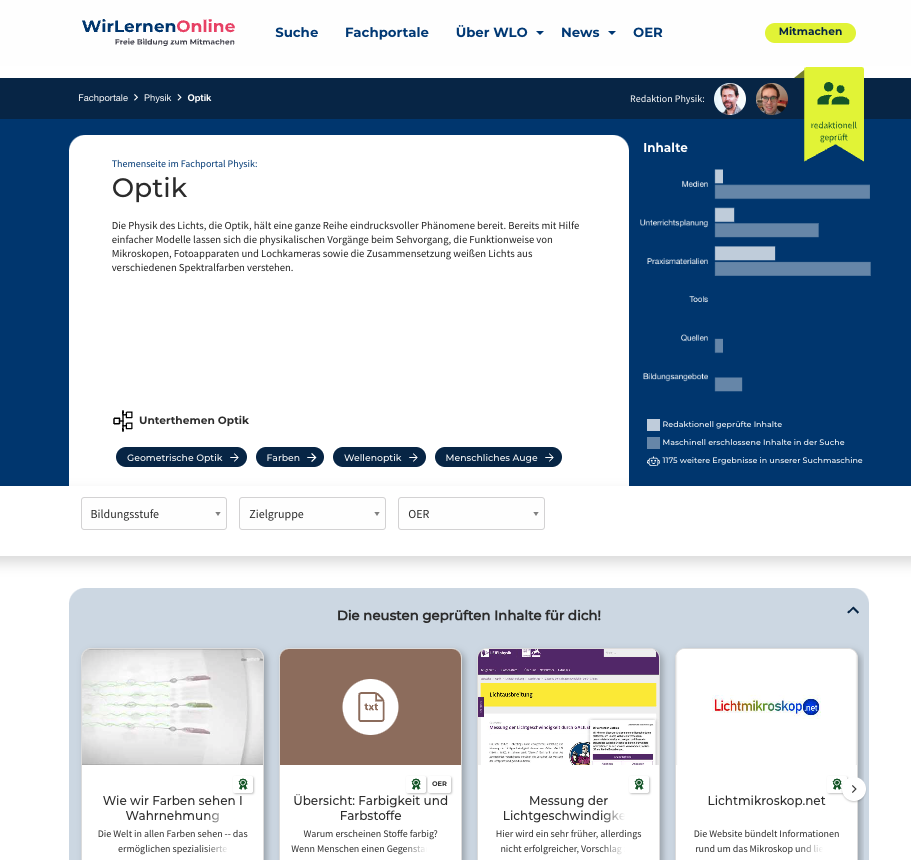 WirLernenOnline
Freie Bildung zum Mitmachen
Suche Fachportale Über WLO News OER
Mitmachen
Fachportale Physik Optik
Redaktion Physik:
redaktionell
geprüft
Themenseite im Fachportal Physik:
Optik
Die Physik des Lichts, die Optik, hält eine ganze Reihe eindrucksvoller Phänomene bereit. Bereits mit Hilfe
einfacher Modelle lassen sich die physikalischen Vorgänge beim Sehvorgang, die Funktionweise von
Mikroskopen, Fotoapparaten und Lochkameras sowie die Zusammensetzung weißen Lichts aus
verschiedenen Spektralfarben verstehen.
Unterthemen Optik
Geometrische Optik Farben Wellenoptik Menschliches Auge
Inhalte
Medien
Unterrichtsplanung
Praxismaterialien
Tools
Quellen
Bildungsangebote
Redaktionell geprüfte Inhalte
Maschinell erschlossene Inhalte in der Suche
1175 weitere Ergebnisse in unserer Suchmaschine
Bildungsstufe Zielgruppe OER
Die neusten geprüften Inhalte für dich!
Wie wir Farben sehen I
Wahrnehmung
Die Welt in allen Farben sehen -- das
ermöglichen spezialisierte
txt
OER
Übersicht: Farbigkeit und
Farbstoffe
Warum erscheinen Stoffe farbig?
Wenn Menschen einen Gegensta
Lichtausbreitung
Messung der
Lichtgeschwindigke
Hier wird ein sehr früher, allerdings
nicht erfolgreicher, Vorschlag
Lichtmikroskop.net
Lichtmikroskop.net
Die Website bündelt Informationen
rund um das Mikroskop und